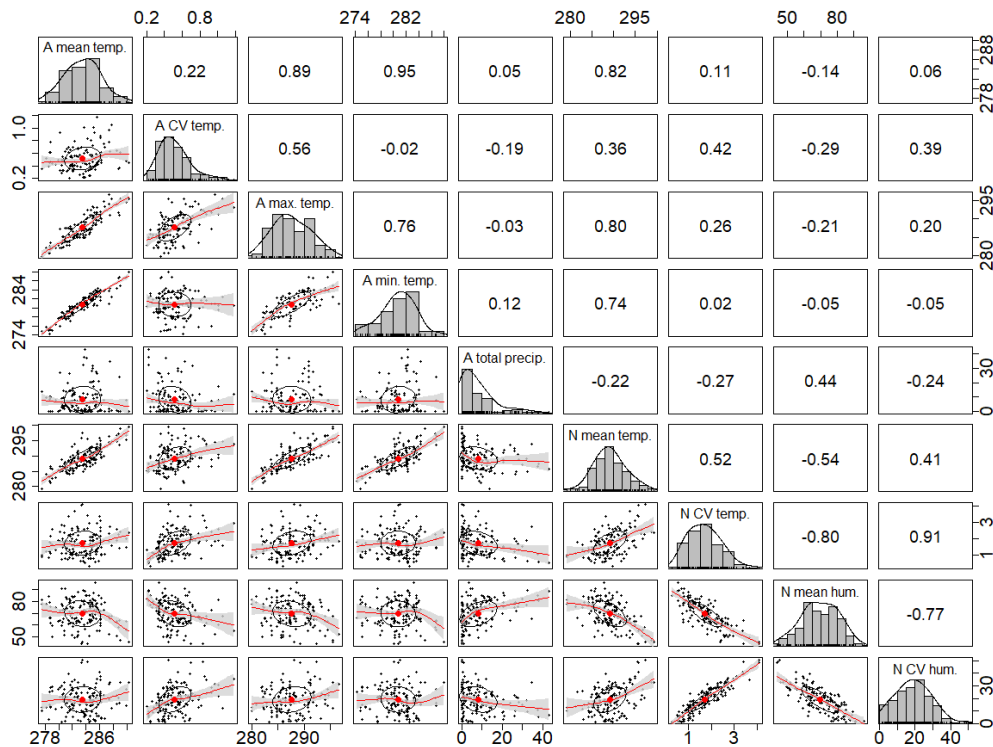 0.2 0.8 274 282 280 295 50 80
A mean temp. 0.22 0.89 0.95 0.05 0.82 0.11 -0.14 0.06 278 288
0.2 1.0 A CV temp. 0.56 -0.02 -0.19 0.36 0.42 -0.29 0.39
A max. temp. 0.76 -0.03 0.80 0.26 -0.21 0.20 280 295
274 284 A min. temp. 0.12 0.74 0.02 -0.05 -0.05
A total precip. -0.22 -0.27 0.44 -0.24 0 30
280 295 N mean temp. 0.52 -0.54 0.41
N CV temp. -0.80 0.91 1 3
50 80 N mean hum. -0.77
N CV hum. 0 30
278 286 280 290 0 20 40 1 3 0 20 50